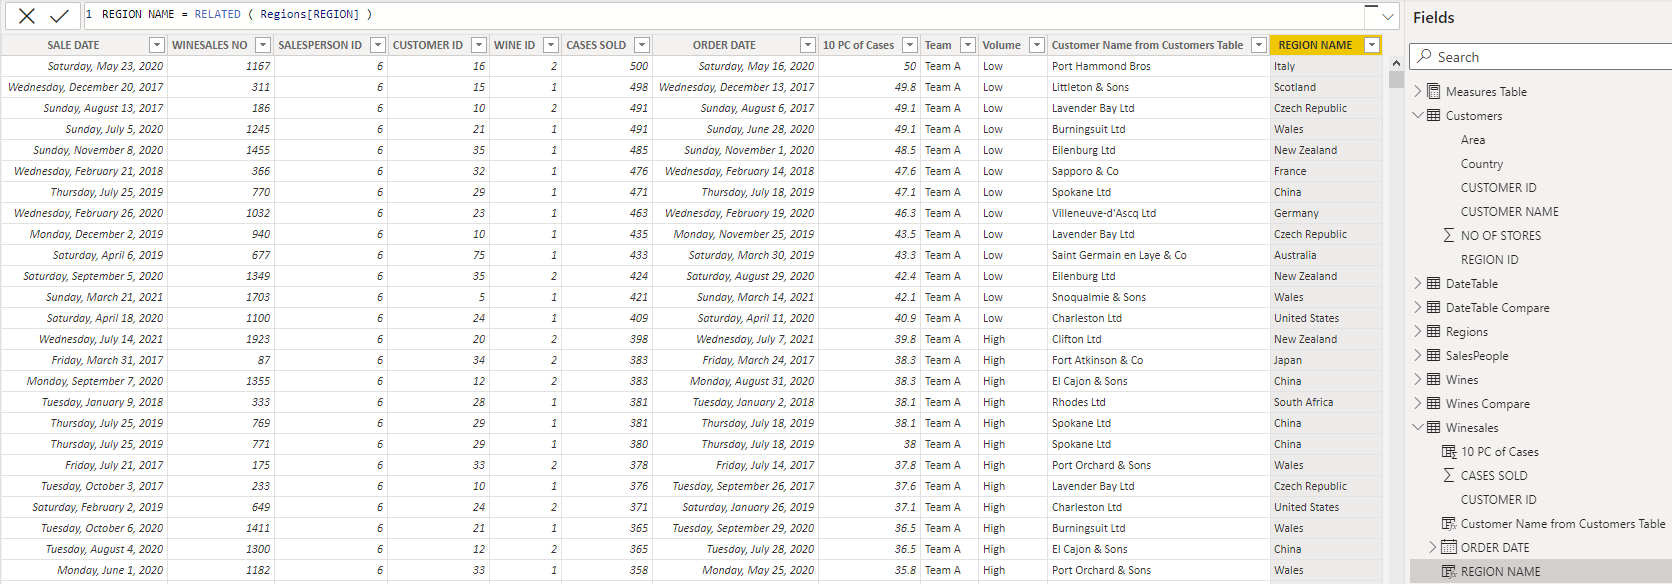 1 REGION NAME = RELATED ( Regions[REGION] )
SALE DATE WINESALES NO SALESPERSON ID CUSTOMER ID WINE ID CASES SOLD ORDER DATE 10 PC of Cases Team Volume Customer Name from Customers Table REGION NAME
Saturday, May 23, 2020 1167 6 16 2 500 Saturday, May 16, 2020 50 Team A Low Port Hammond Bros Italy
Wednesday, December 20, 2017 311 6 15 1 498 Wednesday, December 13, 2017 49.8 Team A Low Littleton & Sons Scotland
Sunday, August 13, 2017 186 6 10 2 491 Sunday, August 6, 2017 49.1 Team A Low Lavender Bay Ltd Czech Republic
Sunday, July 5, 2020 1245 6 21 1 491 Sunday, June 28, 2020 49.1 Team A Low Burningsuit Ltd Wales
Sunday, November 8, 2020 1455 6 35 1 485 Sunday, November 1, 2020 48.5 Team A Low Eilenburg Ltd New Zealand
Wednesday, February 21, 2018 366 6 32 1 476 Wednesday, February 14, 2018 47.6 Team A Low Sapporo & Co France
Thursday, July 25, 2019 770 6 29 1 471 Thursday, July 18, 2019 47.1 Team A Low Spokane Ltd China
Wednesday, February 26, 2020 1032 6 23 1 463 Wednesday, February 19, 2020 46.3 Team A Low Villeneuve-d'Ascq Ltd Germany
Monday, December 2, 2019 940 6 10 1 435 Monday, November 25, 2019 43.5 Team A Low Lavender Bay Ltd Czech Republic
Saturday, April 6, 2019 677 6 75 1 433 Saturday, March 30, 2019 43.3 Team A Low Saint Germain en Laye & Co Australia
Saturday, September 5, 2020 1349 6 35 2 424 Saturday, August 29, 2020 42.4 Team A Low Eilenburg Ltd New Zealand
Sunday, March 21, 2021 1703 6 5 1 421 Sunday, March 14, 2021 42.1 Team A Low Snoqualmie & Sons Wales
Saturday, April 18, 2020 1100 6 24 1 409 Saturday, April 11, 2020 40.9 Team A Low Charleston Ltd United States
Wednesday, July 14, 2021 1923 6 20 2 398 Wednesday, July 7, 2021 39.8 Team A High Clifton Ltd New Zealand
Friday, March 31, 2017 87 6 34 2 383 Friday, March 24, 2017 38.3 Team A High Fort Atkinson & Co Japan
Monday, September 7, 2020 1355 6 12 2 383 Monday, August 31, 2020 38.3 Team A High El Cajon & Sons China
Tuesday, January 9, 2018 333 6 28 1 381 Tuesday, January 2, 2018 38.1 Team A High Rhodes Ltd South Africa
Thursday, July 25, 2019 769 6 29 1 381 Thursday, July 18, 2019 38.1 Team A High Spokane Ltd China
Thursday, July 25, 2019 771 6 29 1 380 Thursday, July 18, 2019 38 Team A High Spokane Ltd China
Friday, July 21, 2017 175 6 33 2 378 Friday, July 14, 2017 37.8 Team A High Port Orchard & Sons Wales
Tuesday, October 3, 2017 233 6 10 1 376 Tuesday, September 26, 2017 37.6 Team A High Lavender Bay Ltd Czech Republic
Saturday, February 2, 2019 649 6 24 2 371 Saturday, January 26, 2019 37.1 Team A High Charleston Ltd United States
Tuesday, October 6, 2020 1411 6 21 1 365 Tuesday, September 29, 2020 36.5 Team A High Burningsuit Ltd Wales
Tuesday, August 4, 2020 1300 6 12 2 365 Tuesday, July 28, 2020 36.5 Team A High El Cajon & Sons China
Monday, June 1, 2020 1182 6 33 1 358 Monday, May 25, 2020 35.8 Team A High Port Orchard & Sons Wales
Fields
Search
Measures Table
Customers
Area
Country
CUSTOMER ID
CUSTOMER NAME
NO OF STORES
REGION ID
DateTable
DateTable Compare
Regions
SalesPeople
Wines
Wines Compare
Winesales
10 PC of Cases
CASES SOLD
CUSTOMER ID
Customer Name from Customers Table
ORDER DATE
REGION NAME